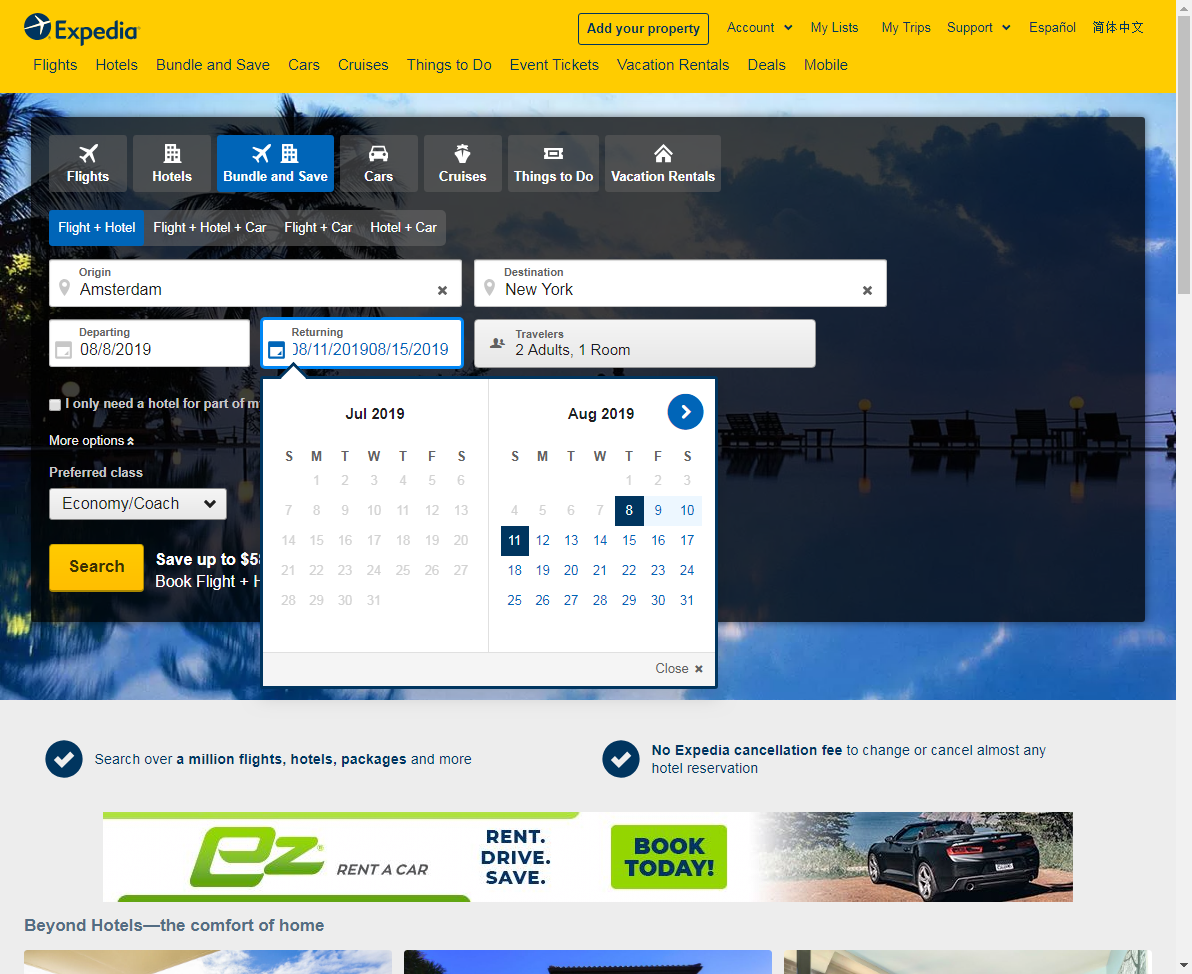 Expedia
Add your property
Account
My Lists
My Trips
Support
Español
简体中文
Flights
Hotels
Bundle and Save
Cars
Cruises
Things to Do
Event Tickets
Vacation Rentals
Deals
Mobile
Flights
Hotels
Bundle and Save
Cars
Cruises
Things to Do
Vacation Rentals
Flight + Hotel
Flight + Hotel + Car
Flight + Car
Hotel + Car
Origin
Amsterdam
Destination
New York
Departing
08/8/2019
Returning
08/11/201908/15/2019
Travelers
2 Adults, 1 Room
I only need a hotel for part of m
More options
Preferred class
Economy/Coach
Search
Save up to $5
Book Flight + H
Jul 2019
S M T W T F S
1 2 3 4 5 6
7 8 9 10 11 12 13
14 15 16 17 18 19 20
21 22 23 24 25 26 27
28 29 30 31
Aug 2019
S M T W T F S
1 2 3
4 5 6 7 8 9 10
11 12 13 14 15 16 17
18 19 20 21 22 23 24
25 26 27 28 29 30 31
Close
Search over a million flights, hotels, packages and more
No Expedia cancellation fee to change or cancel almost any
hotel reservation
ez RENT A CAR
RENT.
DRIVE.
SAVE.
BOOK
TODAY!
Beyond Hotels—the comfort of home